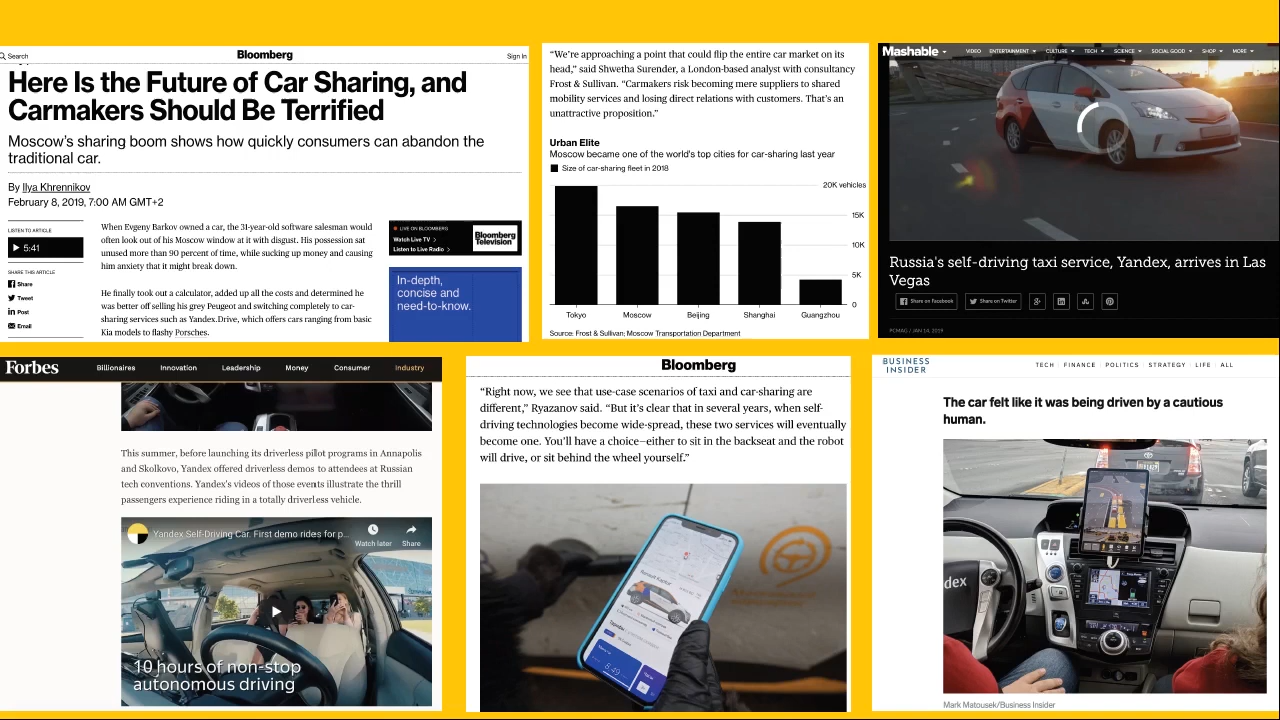 Search
Bloomberg
Sign In
Here Is the Future of Car Sharing, and
Carmakers Should Be Terrified
Moscow’s sharing boom shows how quickly consumers can abandon the
traditional car.
By Ilya Khrennikov
February 8, 2019, 7:00 AM GMT+2
LISTEN TO ARTICLE
5:41
SHARE THIS ARTICLE
Share
Tweet
Post
Email
When Evgeny Barkov owned a car, the 31-year-old software salesman would
often look out of his Moscow window at it with disgust. His possession sat
unused more than 90 percent of time, while sucking up money and causing
him anxiety that it might break down.
He finally took out a calculator, added up all the costs and determined he
was better off selling his grey Peugeot and switching completely to car-
sharing services such as Yandex.Drive, which offers cars ranging from basic
Kia models to flashy Porsches.
LIVE ON BLOOMBERG
Watch Live TV >
Listen to Live Radio >
Bloomberg
Television
In-depth,
concise and
need-to-know.
“We’re approaching a point that could flip the entire car market on its
head,” said Shwetha Surender, a London-based analyst with consultancy
Frost & Sullivan. “Carmakers risk becoming mere suppliers to shared
mobility services and losing direct relations with customers. That’s an
unattractive proposition.”
Urban Elite
Moscow became one of the world's top cities for car-sharing last year
Size of car-sharing fleet in 2018
20K vehicles
15K
10K
5K
0
Tokyo Moscow Beijing Shanghai Guangzhou
Source: Frost & Sullivan; Moscow Transportation Department
Mashable
VIDEO ENTERTAINMENT CULTURE TECH SCIENCE SOCIAL GOOD SHOP MORE
Russia's self-driving taxi service, Yandex, arrives in Las
Vegas
Share on Facebook Share on Twitter
PCMAG / JAN 14, 2019
Forbes
Billionaires Innovation Leadership Money Consumer Industry
This summer, before launching its driverless pilot programs in Annapolis
and Skolkovo, Yandex offered driverless demos to attendees at Russian
tech conventions. Yandex’s videos of those events illustrate the thrill
passengers experience riding in a totally driverless vehicle.
Yandex Self-Driving Car. First demo rides for p...
Watch later Share
10 hours of non-stop
autonomous driving
Bloomberg
“Right now, we see that use-case scenarios of taxi and car-sharing are
different,” Ryazanov said. “But it’s clear that in several years, when self-
driving technologies become wide-spread, these two services will eventually
become one. You’ll have a choice—either to sit in the backseat and the robot
will drive, or sit behind the wheel yourself.”
Renault Kaptur
BUSINESS
INSIDER
TECH FINANCE POLITICS STRATEGY LIFE ALL
The car felt like it was being driven by a cautious
human.
dex
Mark Matousek/Business Insider